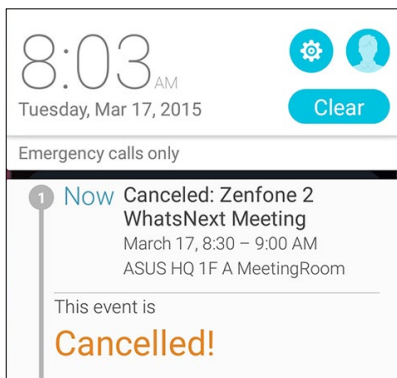 8:03 AM
Tuesday, Mar 17, 2015
Clear
Emergency calls only
1 Now Canceled: Zenfone 2
WhatsNext Meeting
March 17, 8:30 – 9:00 AM
ASUS HQ 1F A MeetingRoom
This event is
Cancelled!